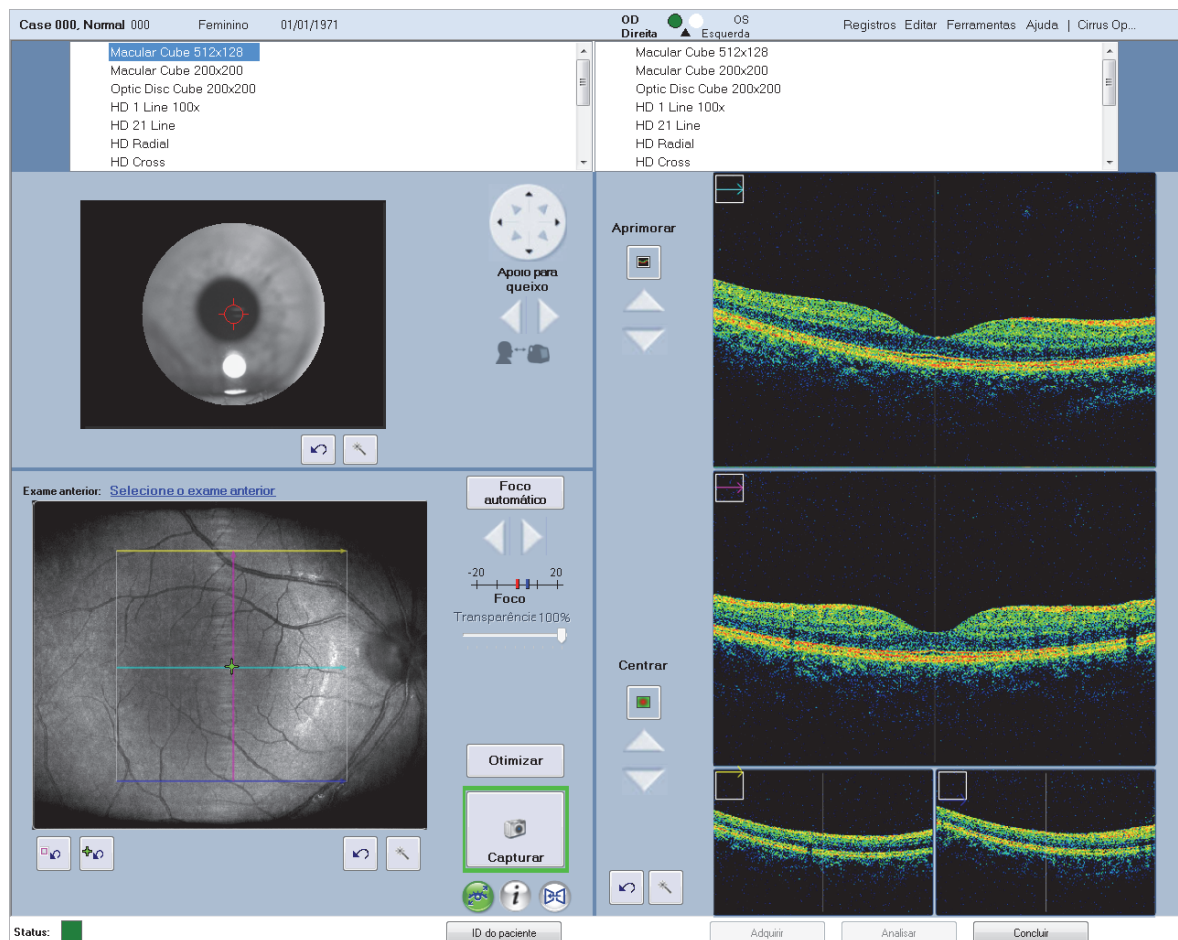 Case 000, Normal 000 Feminino 01/01/1971 OD Direita OS Esquerda Registros Editar Ferramentas Ajuda | Cirrus Op...
Macular Cube 512x128
Macular Cube 200x200
Optic Disc Cube 200x200
HD 1 Line 100x
HD 21 Line
HD Radial
HD Cross
Macular Cube 512x128
Macular Cube 200x200
Optic Disc Cube 200x200
HD 1 Line 100x
HD 21 Line
HD Radial
HD Cross
Apoio para
queixo
Aprimorar
Exame anterior: Selecione o exame anterior
Foco
automático
-20 20
Foco
Transparência 100%
Otimizar
Capturar
Centrar
Status:
ID do paciente
Adquirir
Analisar
Concluir